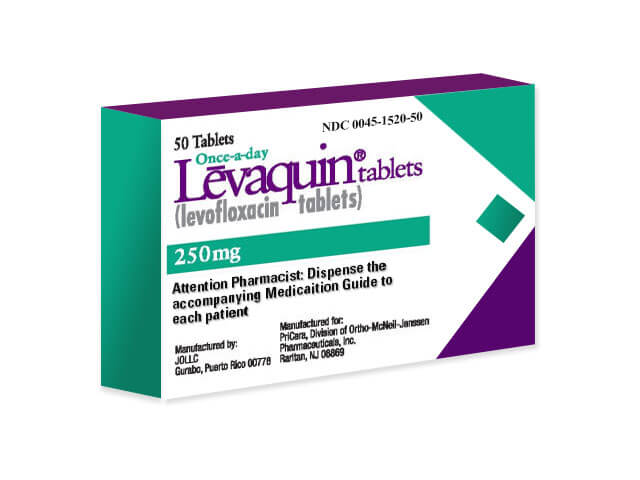 50 Tablets
NDC 0045-1520-50
Once-a-day
Lēvaquin® tablets
(levofloxacin tablets)
250mg
Attention Pharmacist: Dispense the
accompanying Medicaition Guide to
each patient
Manufactured by:
JOLLC
Gurabo, Puerto Rico 00778
Manufactured for:
PriCara, Division of Ortho-McNeil-Janssen
Pharmaceuticals, Inc.
Raritan, NJ 08869